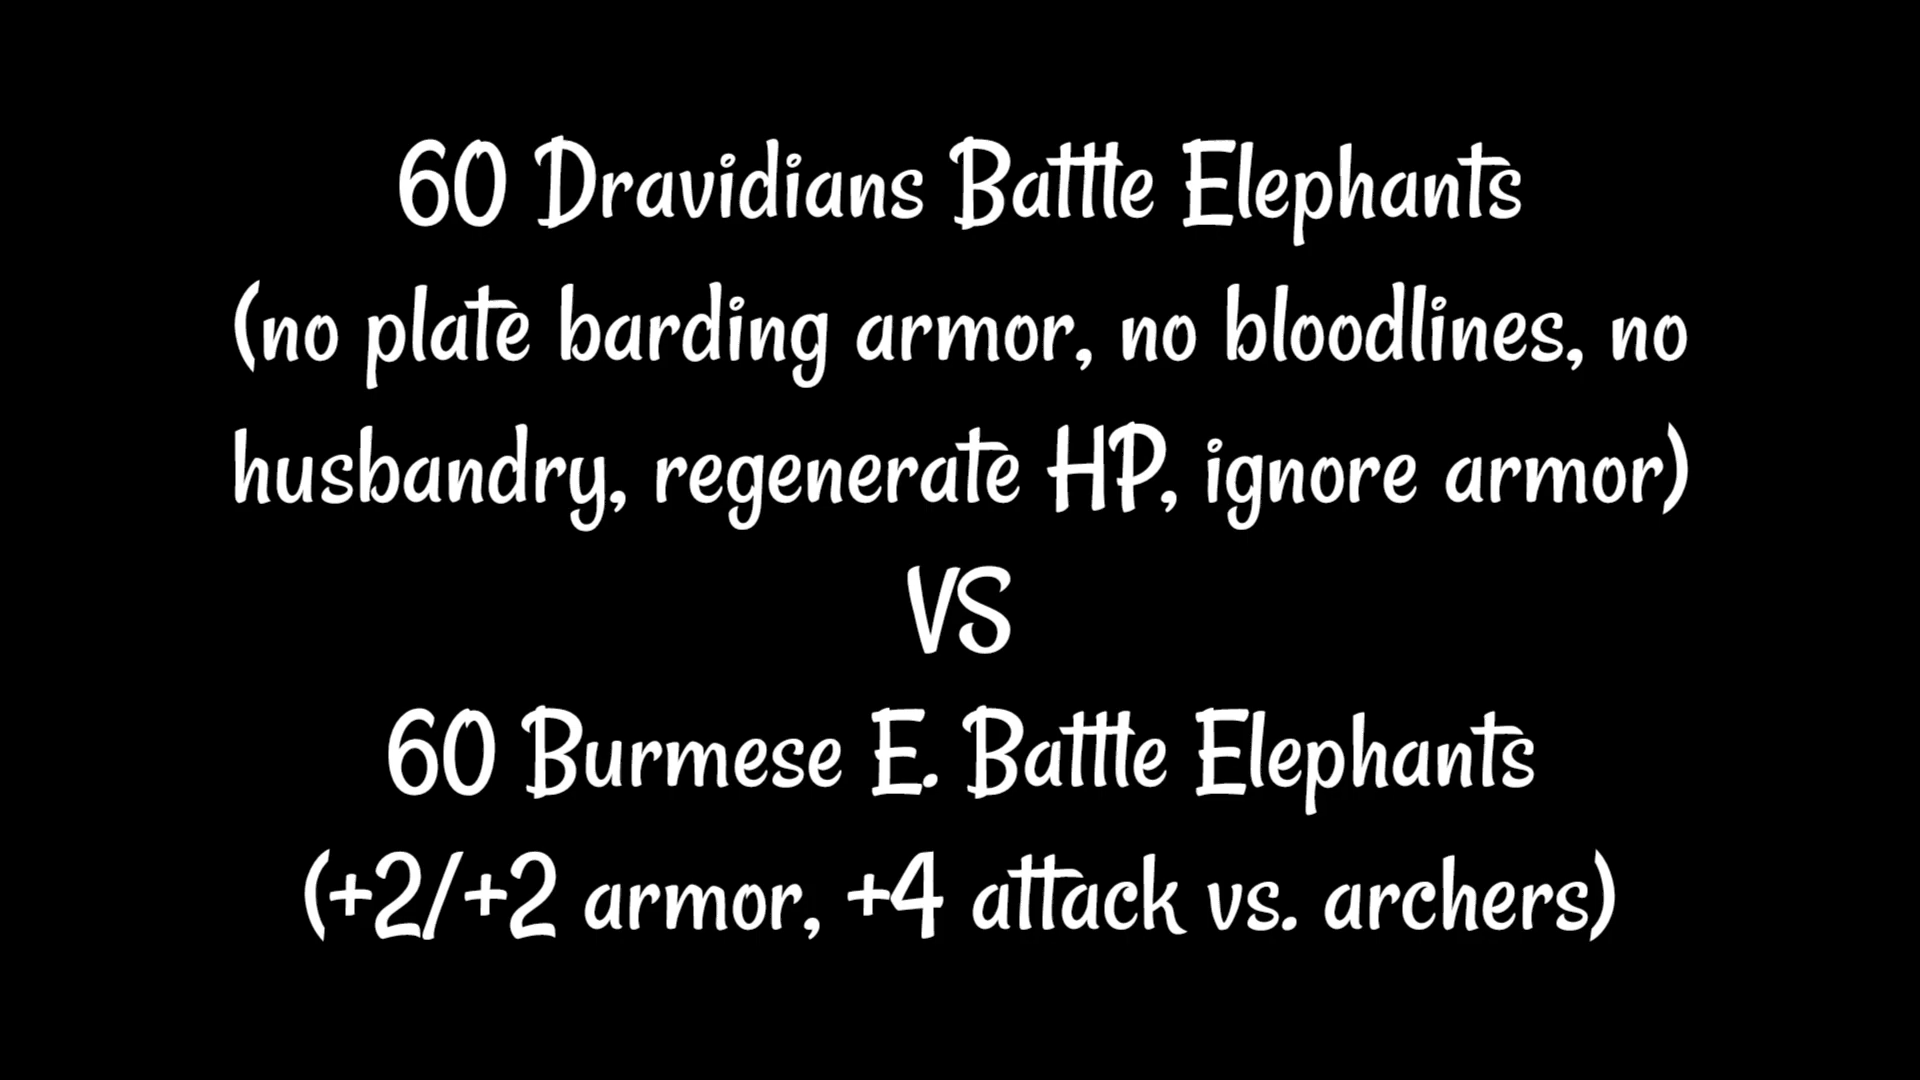 60 Dravidians Battle Elephants
(no plate barding armor, no bloodlines, no
husbandry, regenerate HP, ignore armor)
VS
60 Burmese E. Battle Elephants
(+2/+2 armor, +4 attack vs. archers)